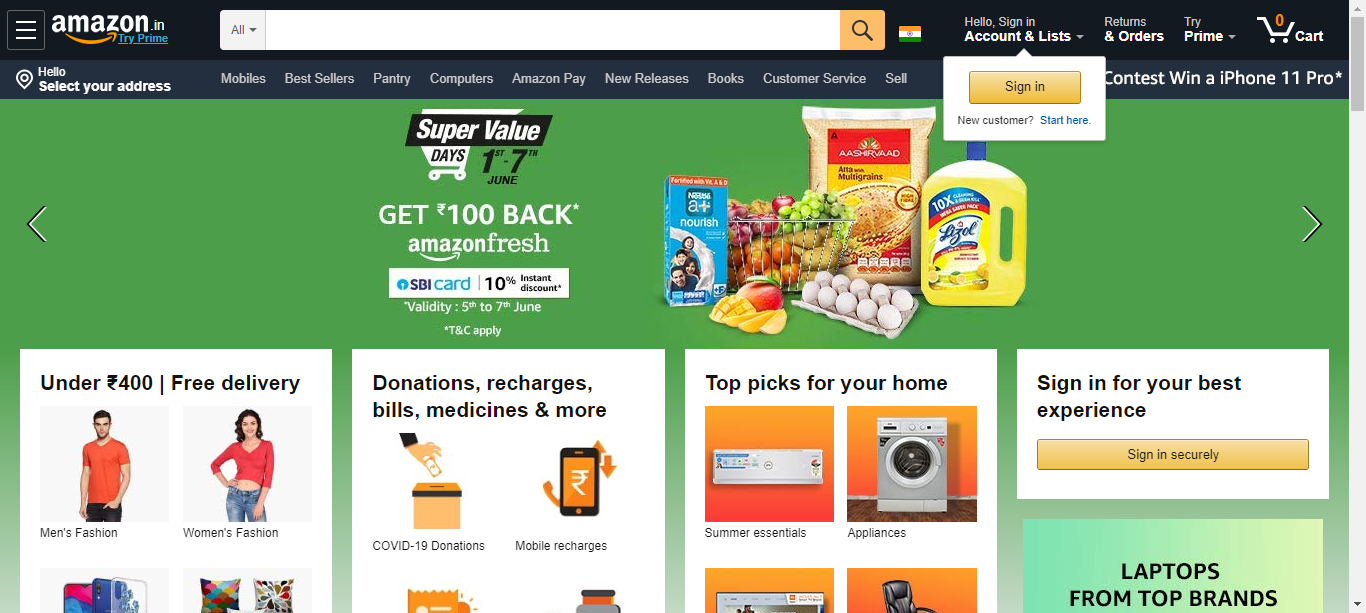 amazon.in
Try Prime
All
Hello, Sign in
Account & Lists
Returns
& Orders
Try
Prime
0
Cart
Hello
Select your address
Mobiles
Best Sellers
Pantry
Computers
Amazon Pay
New Releases
Books
Customer Service
Sell
Contest Win a iPhone 11 Pro*
Sign in
New customer? Start here.
Super Value
DAYS 1ST-7TH
JUNE
GET ₹100 BACK*
amazonfresh
SBI card 10% Instant
discount*
*Validity : 5th to 7th June
*T&C apply
Fortified with Vit. A & D
Nestle
a+
nourish
AASHIRVAAD
Atta with
Multigrains
10X CLEANING
Lizol
Under ₹400 | Free delivery
Men's Fashion
Women's Fashion
Donations, recharges,
bills, medicines & more
₹
COVID-19 Donations
Mobile recharges
Top picks for your home
Summer essentials
Appliances
Sign in for your best
experience
Sign in securely
LAPTOPS
FROM TOP BRANDS